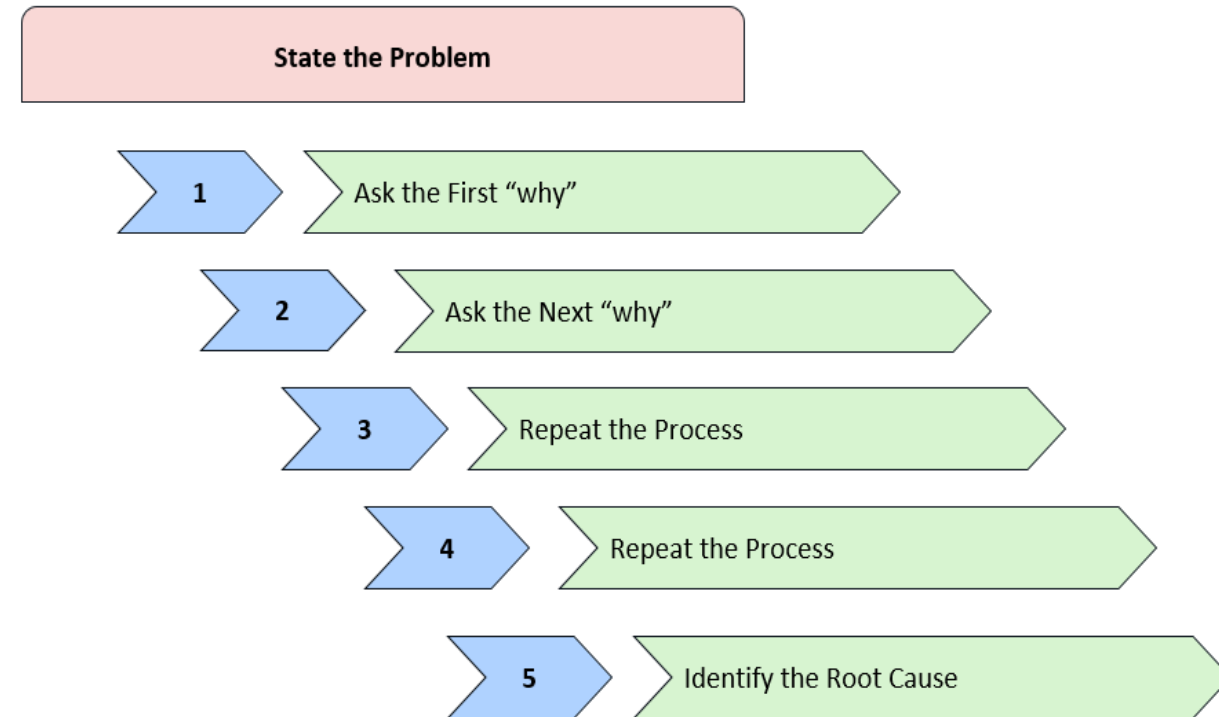 State the Problem
1 Ask the First “why”
2 Ask the Next “why”
3 Repeat the Process
4 Repeat the Process
5 Identify the Root Cause